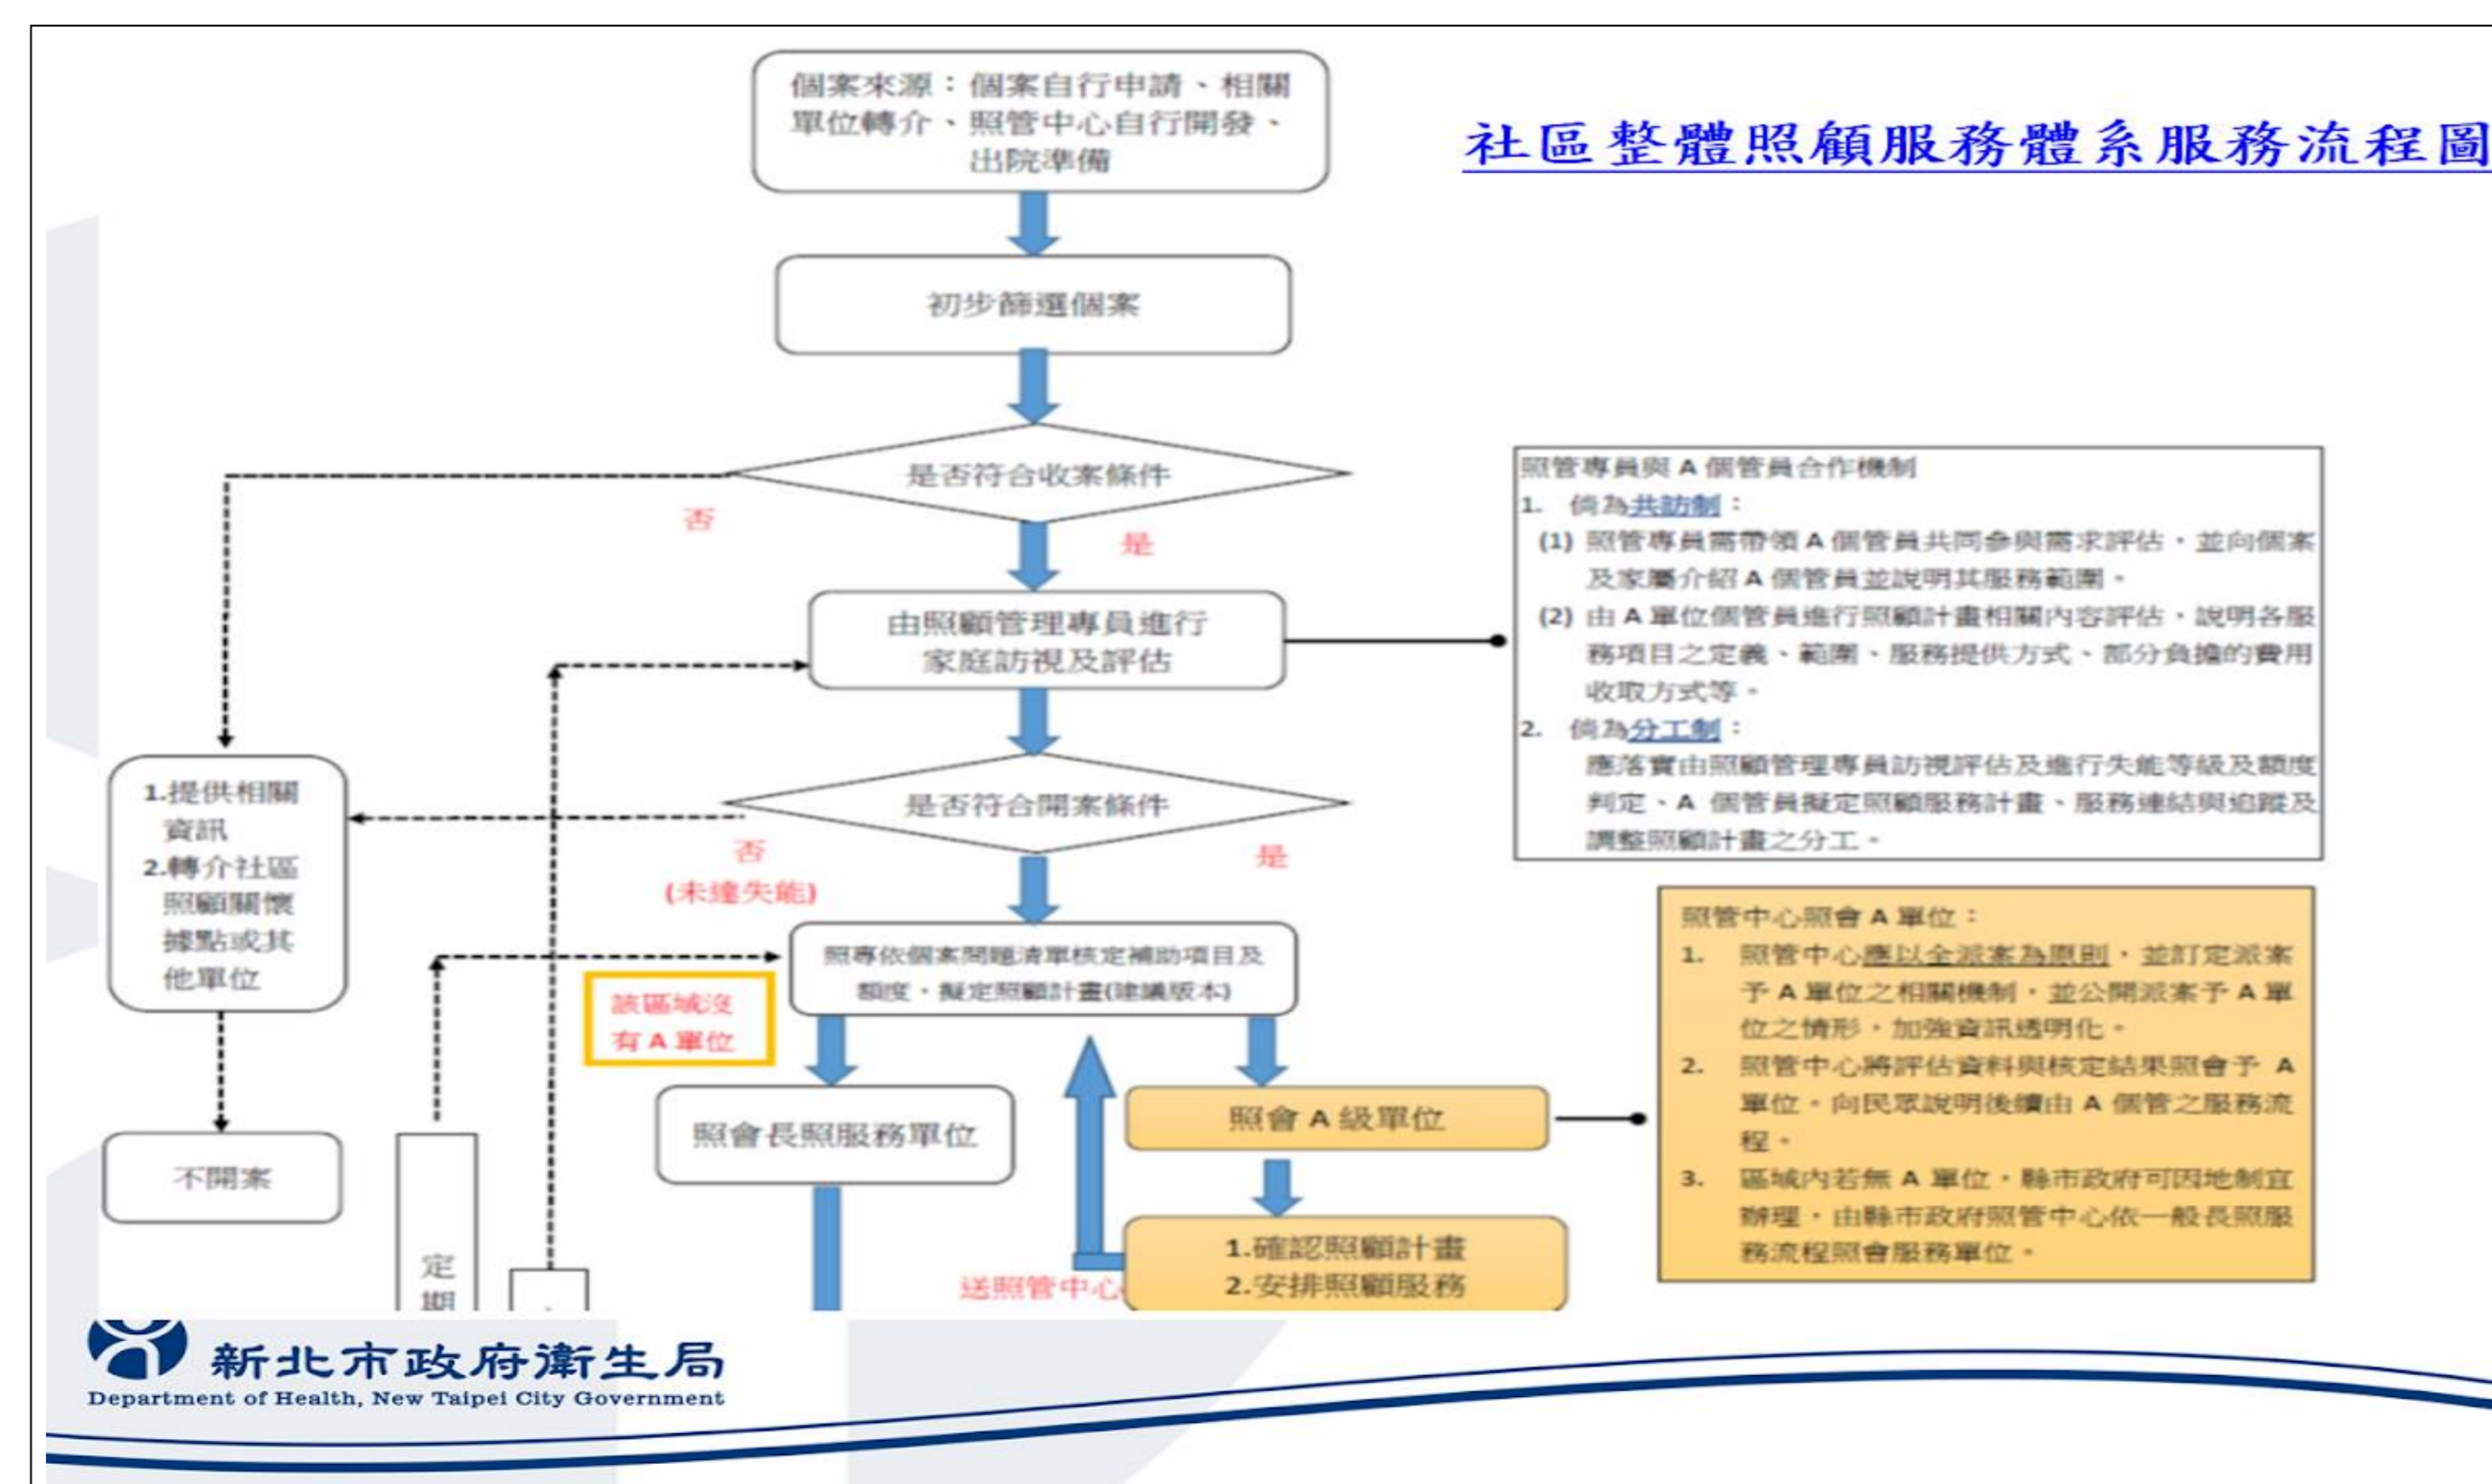 社區整體照顧服務體系服務流程圖
個案來源：個案自行申請、相關
單位轉介、照管中心自行開發、
出院準備
初步篩選個案
是否符合收案條件
否
是
由照顧管理專員進行
家庭訪視及評估
照管專員與 A 個管員合作機制
1. 倘為共訪制：
(1) 照管專員需帶領 A 個管員共同參與需求評估，並向個案
及家屬介紹 A 個管員並說明其服務範圍。
(2) 由 A 單位個管員進行照顧計畫相關內容評估，說明各服
務項目之定義、範圍、服務提供方式、部分負擔的費用
收取方式等。
2. 倘為分工制：
應落實由照顧管理專員訪視評估及進行失能等級及額度
判定、A 個管員擬定照顧服務計畫、服務連結與追蹤及
調整照顧計畫之分工。
是否符合開案條件
否
(未達失能)
是
1.提供相關
資訊
2.轉介社區
照顧關懷
據點或其
他單位
不開案
照專依個案問題清單核定補助項目及
額度，擬定照顧計畫(建議版本)
該區域沒
有 A 單位
照會長照服務單位
照會 A 級單位
1.確認照顧計畫
2.安排照顧服務
送照管中心
定
期
照管中心照會 A 單位：
1. 照管中心應以全派案為原則，並訂定派案
予 A 單位之相關機制，並公開派案予 A 單
位之情形，加強資訊透明化。
2. 照管中心將評估資料與核定結果照會予 A
單位。向民眾說明後續由 A 個管之服務流
程。
3. 區域內若無 A 單位，縣市政府可因地制宜
辦理，由縣市政府照管中心依一般長照服
務流程照會服務單位。
新北市政府衛生局
Department of Health, New Taipei City Government